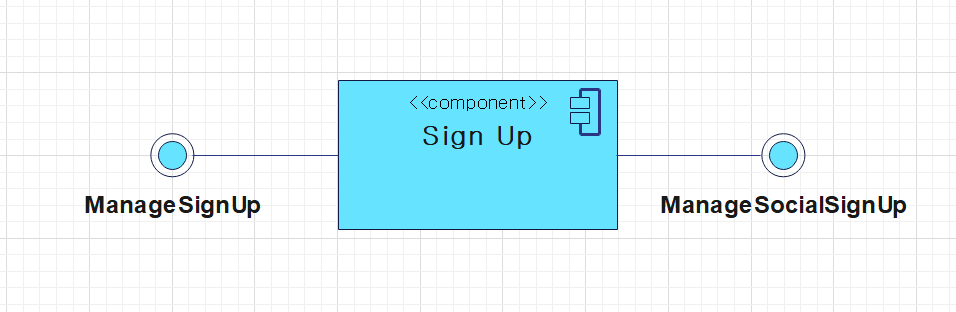 <<component>>
Sign Up
ManageSignUp
ManageSocialSignUp